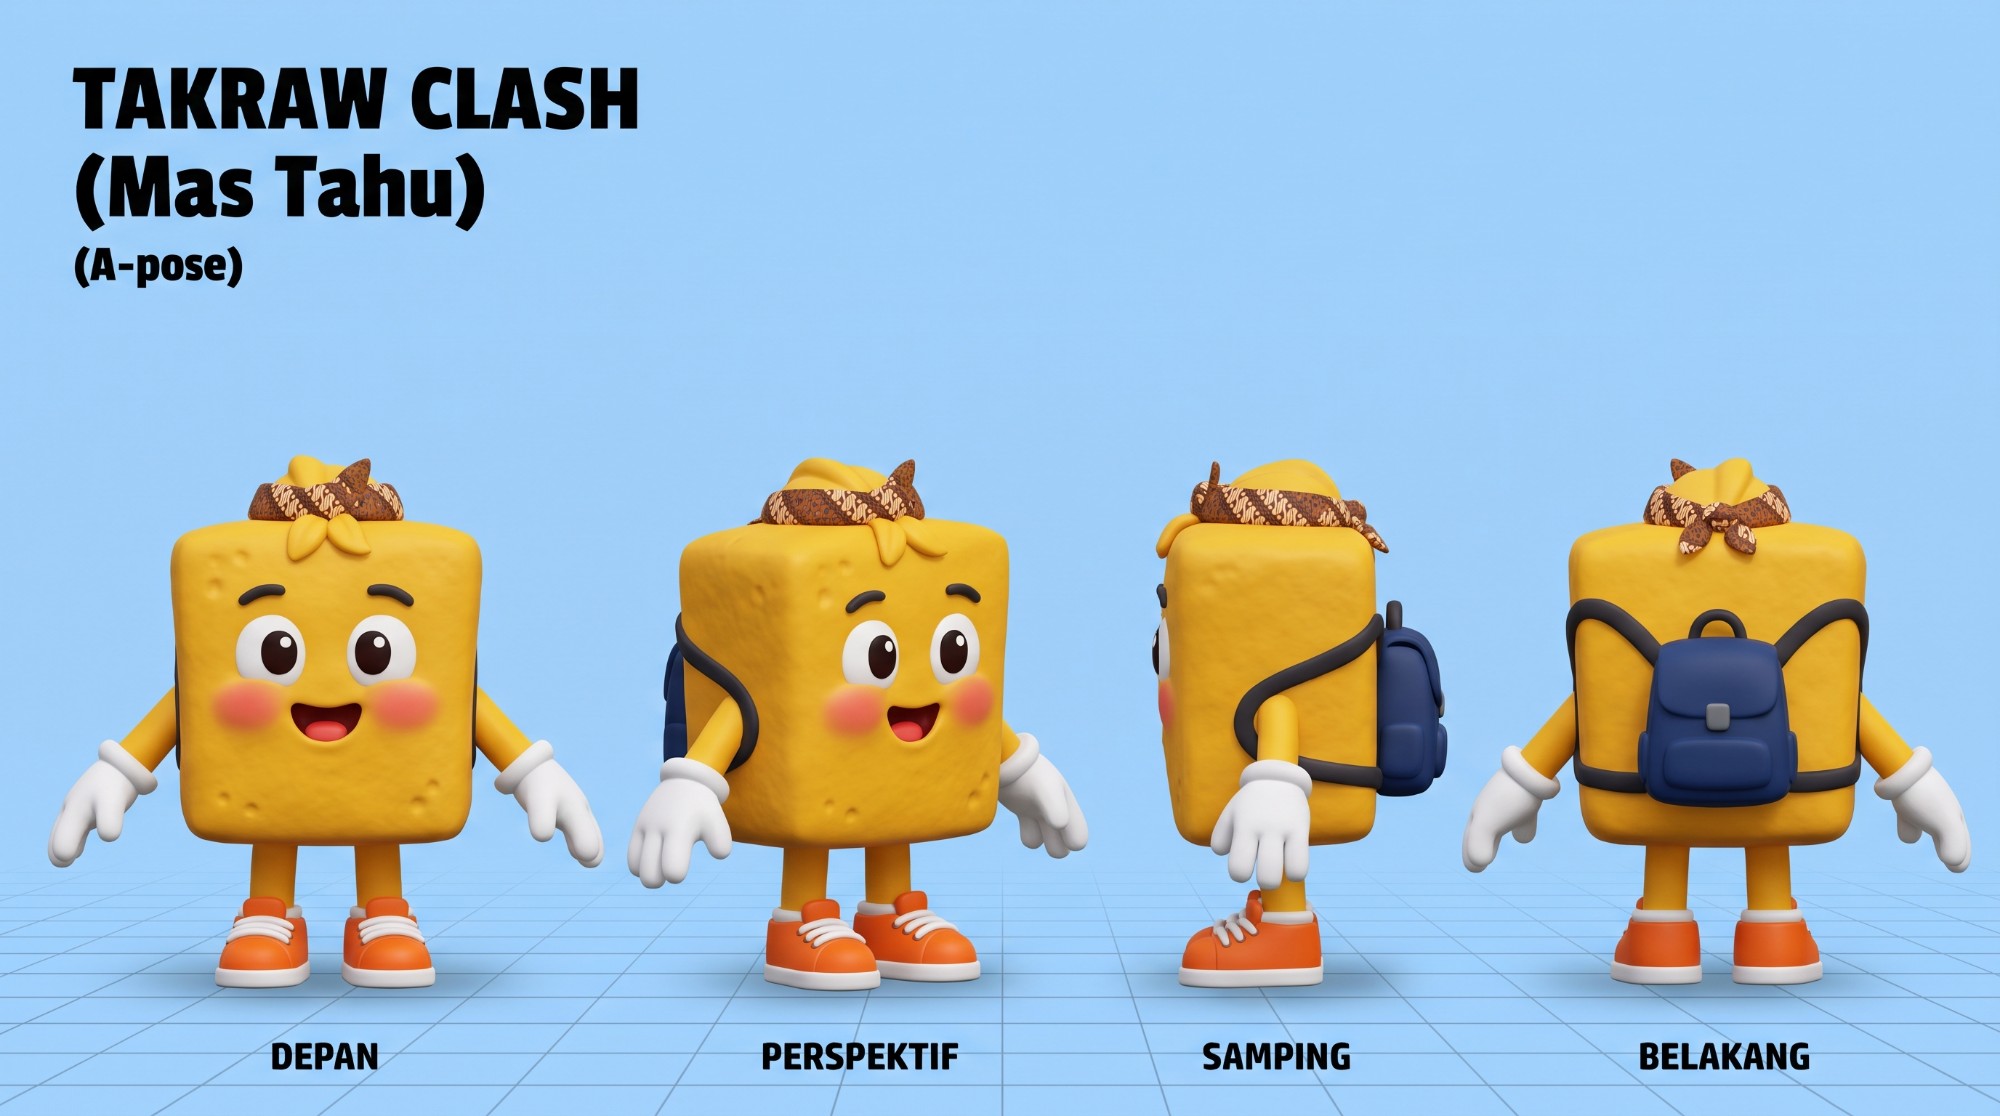 TAKRAW CLASH
(Mas Tahu)
(A-pose)
DEPAN
PERSPEKTIF
SAMPING
BELAKANG